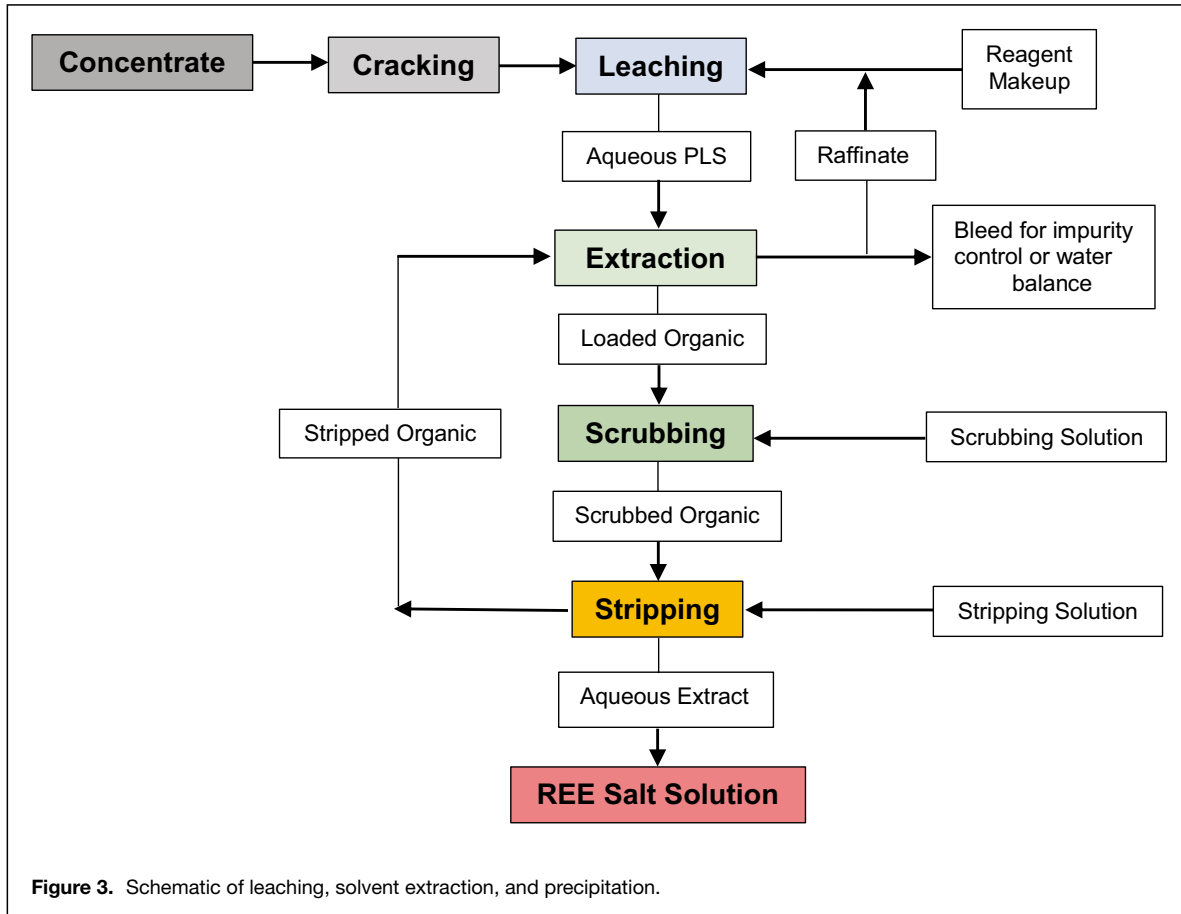 Concentrate
Cracking
Leaching
Reagent
Makeup
Aqueous PLS
Raffinate
Extraction
Bleed for impurity
control or water
balance
Loaded Organic
Stripped Organic
Scrubbing
Scrubbing Solution
Scrubbed Organic
Stripping
Stripping Solution
Aqueous Extract
REE Salt Solution
Figure 3. Schematic of leaching, solvent extraction, and precipitation.